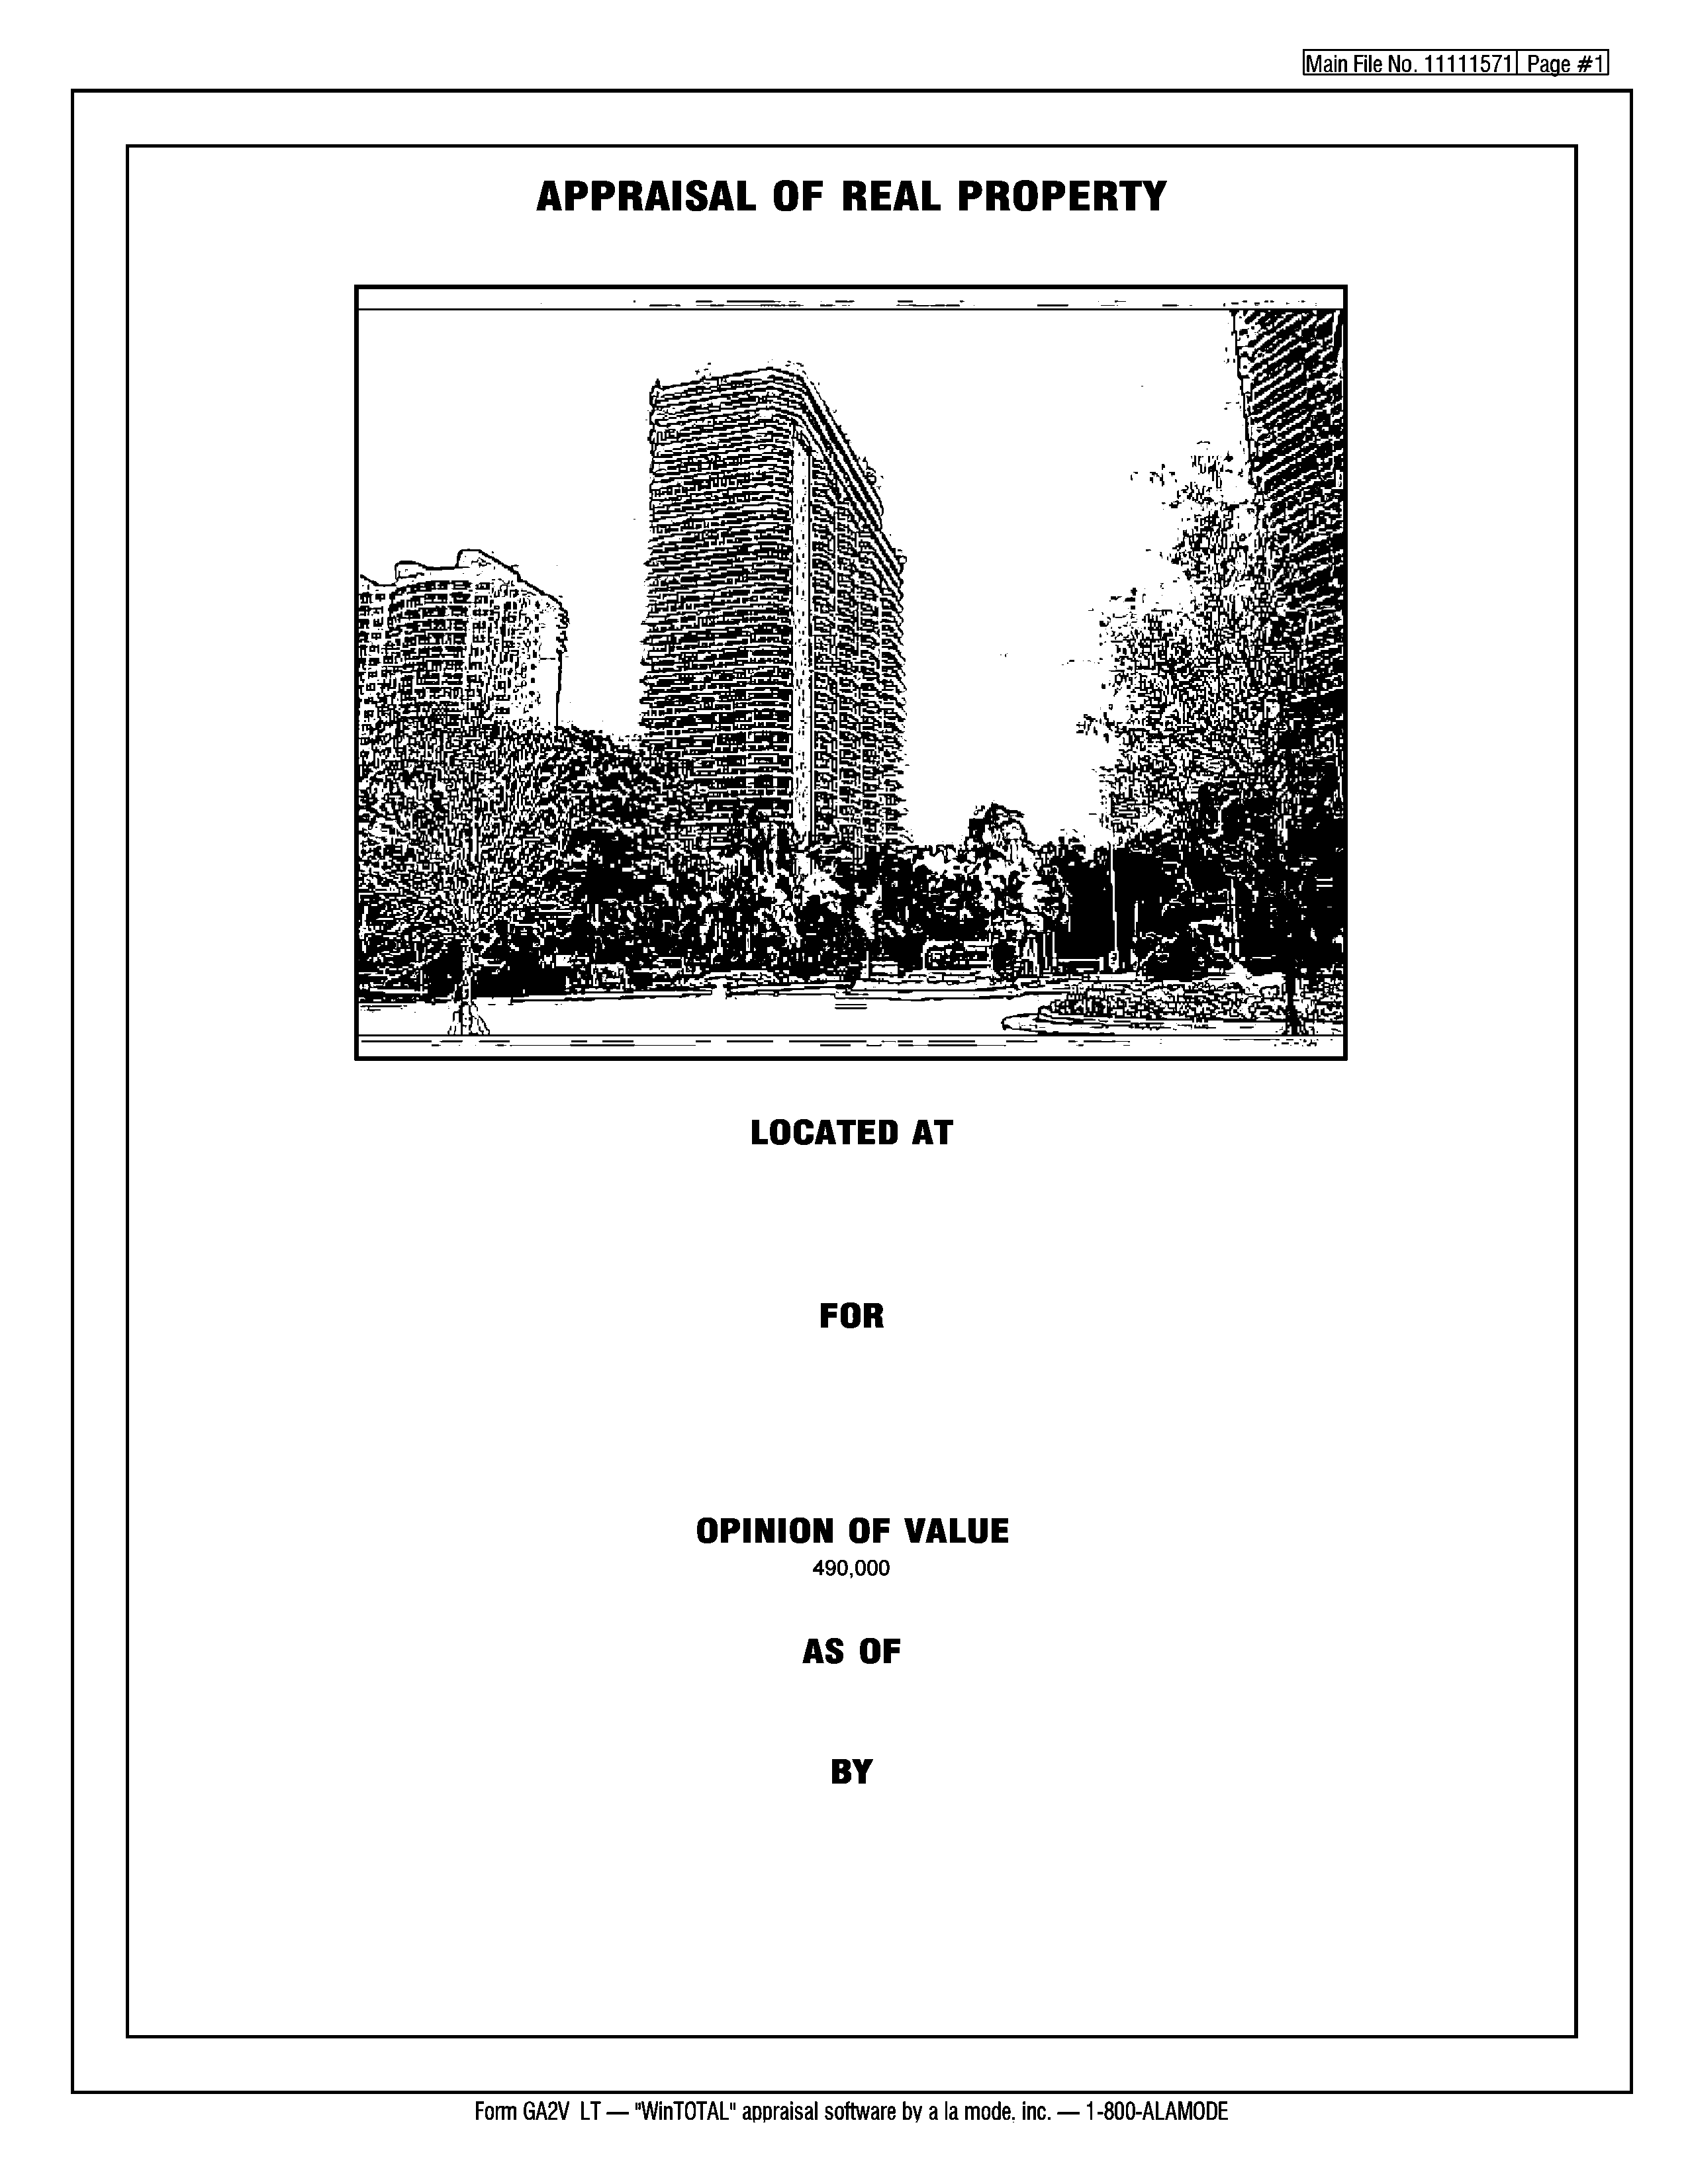 Main File No. 11111571 Page #1
APPRAISAL OF REAL PROPERTY
LOCATED AT
FOR
OPINION OF VALUE
490,000
AS OF
BY
Form GA2V LT — "WinTOTAL" appraisal software by a la mode, inc. — 1-800-ALAMODE